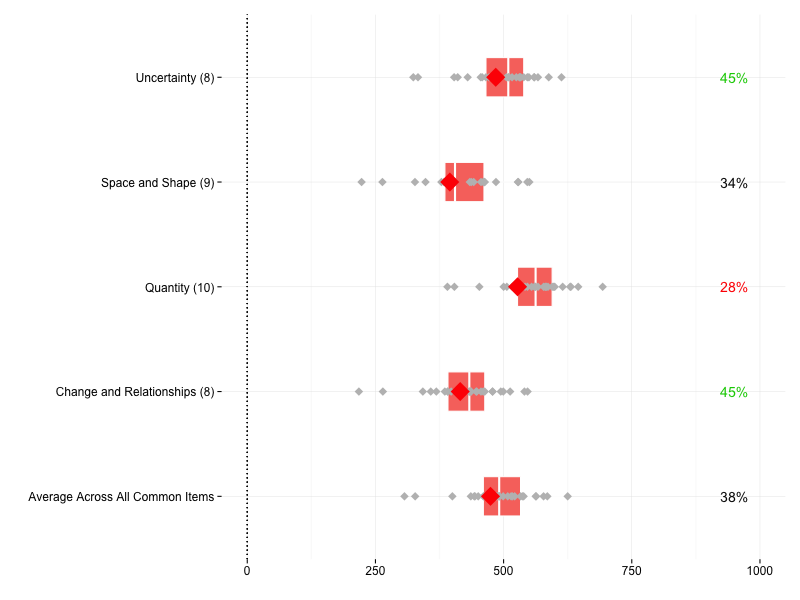 Uncertainty (8)
45%
Space and Shape (9)
34%
Quantity (10)
28%
Change and Relationships (8)
45%
Average Across All Common Items
38%
0
250
500
750
1000